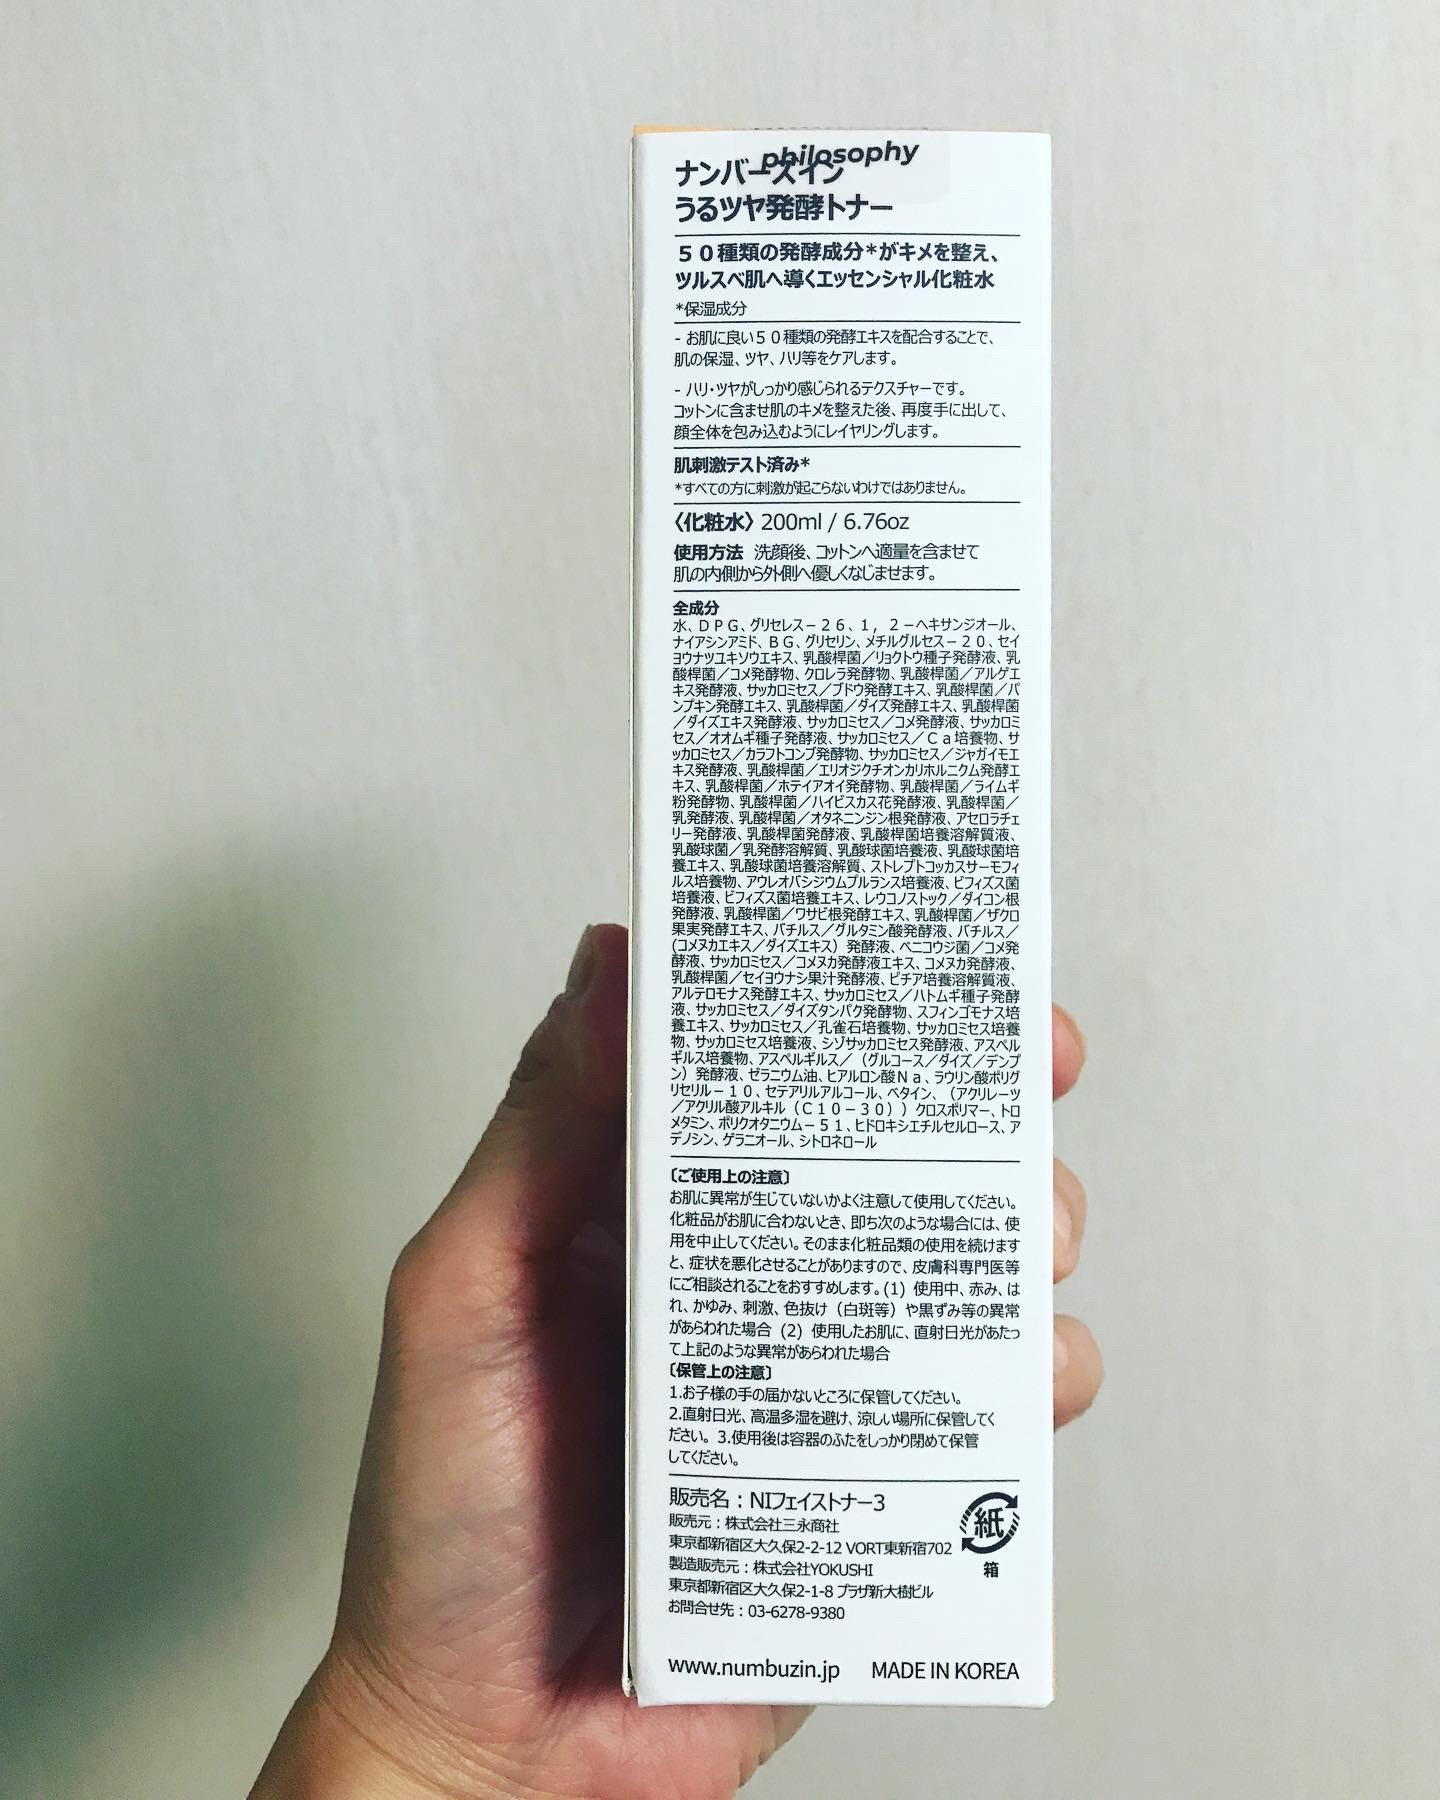 philosophy
ナンバーズイン
うるツヤ発酵トナー
５０種類の発酵成分*がキメを整え、
ツルスベ肌へ導くエッセンシャル化粧水
*保湿成分
- お肌に良い５０種類の発酵エキスを配合することで、
肌の保湿、ツヤ、ハリ等をケアします。
- ハリ・ツヤがしっかり感じられるテクスチャーです。
コットンに含ませ肌のキメを整えた後、再度手に出して、
顔全体を包み込むようにレイヤリングします。
肌刺激テスト済み*
*すべての方に刺激が起こらないわけではありません。
〈化粧水〉 200ml / 6.76oz
使用方法 洗顔後、コットンへ適量を含ませて
肌の内側から外側へ優しくなじませます。
全成分
水、ＤＰＧ、グリセレス－２６、１，２－ヘキサンジオール、
ナイアシンアミド、ＢＧ、グリセリン、メチルグルセス－２０、セイ
ヨウナツユキソウエキス、乳酸桿菌／リョクトウ種子発酵液、乳
酸桿菌／コメ発酵物、クロレラ発酵物、乳酸桿菌／アルゲエ
キス発酵液、サッカロミセス／ブドウ発酵エキス、乳酸桿菌／パ
ンプキン発酵エキス、乳酸桿菌／ダイズ発酵エキス、乳酸桿菌
／ダイズエキス発酵液、サッカロミセス／コメ発酵液、サッカロミ
セス／オオムギ種子発酵液、サッカロミセス／Ｃａ培養物、サ
ッカロミセス／カラフトコンブ発酵物、サッカロミセス／ジャガイモエ
キス発酵液、乳酸桿菌／エリオジクチオンカリホルニクム発酵エ
キス、乳酸桿菌／ホテイアオイ発酵物、乳酸桿菌／ライムギ
粉発酵物、乳酸桿菌／ハイビスカス花発酵液、乳酸桿菌／
乳発酵液、乳酸桿菌／オタネニンジン根発酵液、アセロラチェ
リー発酵液、乳酸桿菌発酵液、乳酸桿菌培養溶解質液、
乳酸球菌／乳発酵溶解質、乳酸球菌培養液、乳酸球菌培
養エキス、乳酸球菌培養溶解質、ストレプトコッカスサーモフィ
ルス培養物、アウレオバシジウムプルランス培養液、ビフィズス菌
培養液、ビフィズス菌培養エキス、レウコノストック／ダイコン根
発酵液、乳酸桿菌／ワサビ根発酵エキス、乳酸桿菌／ザクロ
果実発酵エキス、バチルス／グルタミン酸発酵液、バチルス／
（コメヌカエキス／ダイズエキス）発酵液、ベニコウジ菌／コメ発
酵液、サッカロミセス／コメヌカ発酵液エキス、コメヌカ発酵液、
乳酸桿菌／セイヨウナシ果汁発酵液、ピチア培養溶解質液、
アルテロモナス発酵エキス、サッカロミセス／ハトムギ種子発酵
液、サッカロミセス／ダイズタンパク発酵物、スフィンゴモナス培
養エキス、サッカロミセス／孔雀石培養物、サッカロミセス培養
物、サッカロミセス培養液、シゾサッカロミセス発酵液、アスペル
ギルス培養物、アスペルギルス／（グルコース／ダイズ／デンプ
ン）発酵液、ゼラニウム油、ヒアルロン酸Ｎａ、ラウリン酸ポリグ
リセリル－１０、セテアリルアルコール、ベタイン、（アクリレーツ
／アクリル酸アルキル（Ｃ１０－３０））クロスポリマー、トロ
メタミン、ポリクオタニウム－５１、ヒドロキシエチルセルロース、ア
デノシン、ゲラニオール、シトロネロール
〔ご使用上の注意〕
お肌に異常が生じていないかよく注意して使用してください。
化粧品がお肌に合わないとき、即ち次のような場合には、使
用を中止してください。そのまま化粧品類の使用を続けます
と、症状を悪化させることがありますので、皮膚科専門医等
にご相談されることをおすすめします。(1) 使用中、赤み、は
れ、かゆみ、刺激、色抜け（白斑等）や黒ずみ等の異常
があらわれた場合 (2) 使用したお肌に、直射日光があたっ
て上記のような異常があらわれた場合
〔保管上の注意〕
1.お子様の手の届かないところに保管してください。
2.直射日光、高温多湿を避け、涼しい場所に保管してく
ださい。3.使用後は容器のふたをしっかり閉めて保管
してください。
販売名：NIフェイストナー3
販売元：株式会社三永商社
東京都新宿区大久保2-2-12 VORT東新宿702
製造販売元：株式会社YOKUSHI
東京都新宿区大久保2-1-8 プラザ新大樹ビル
お問合せ先：03-6278-9380
紙
箱
www.numbuzin.jp MADE IN KOREA